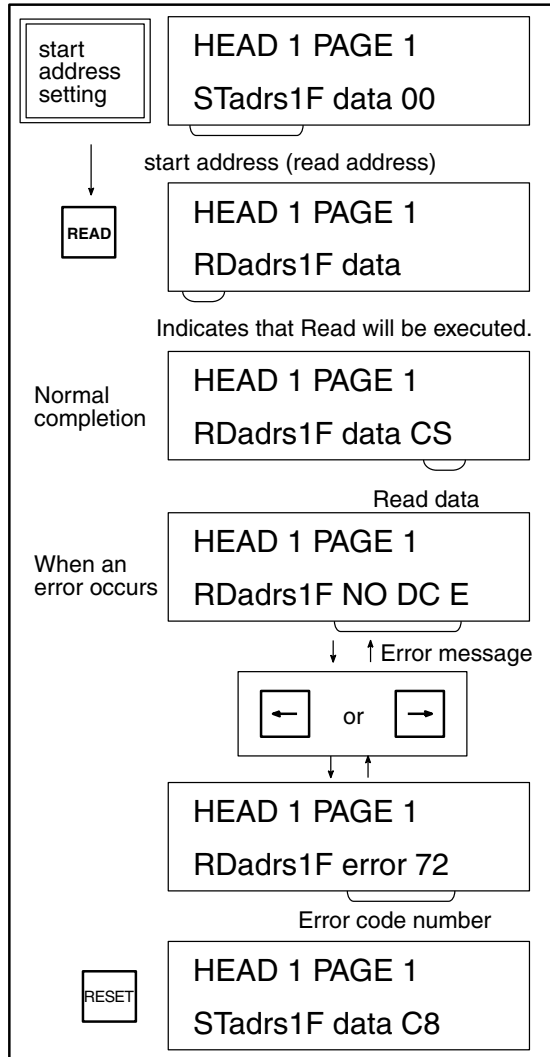 start
address
setting
HEAD 1 PAGE 1
STadrs1F data 00
start address (read address)
READ
HEAD 1 PAGE 1
RDadrs1F data
Indicates that Read will be executed.
Normal
completion
HEAD 1 PAGE 1
RDadrs1F data CS
Read data
When an
error occurs
HEAD 1 PAGE 1
RDadrs1F NO DC E
Error message
or
HEAD 1 PAGE 1
RDadrs1F error 72
Error code number
RESET
HEAD 1 PAGE 1
STadrs1F data C8